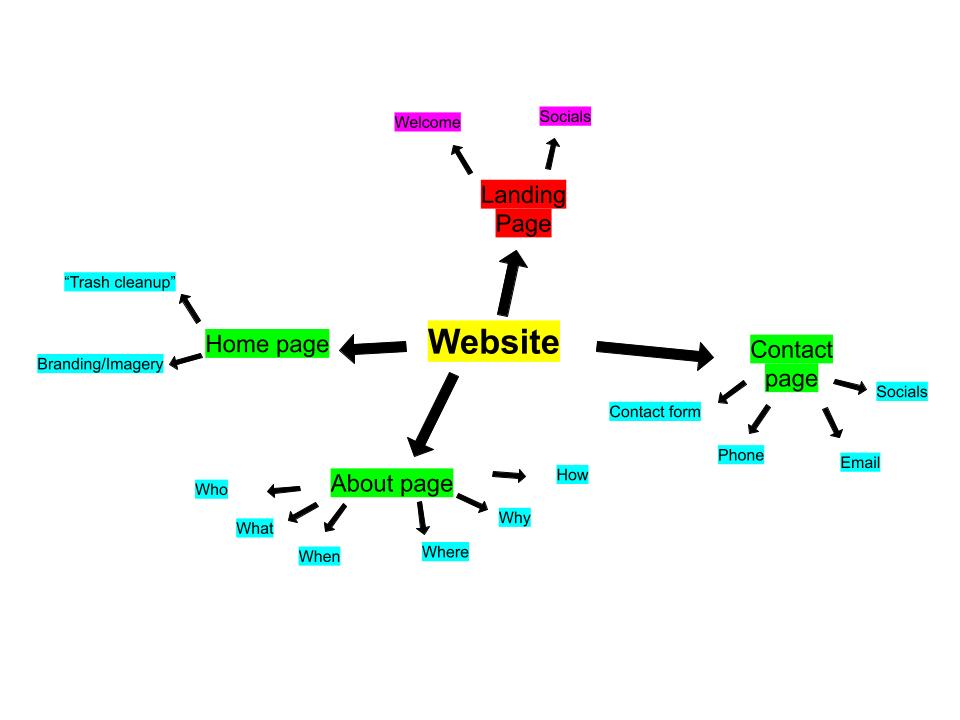 Welcome
Socials
Landing
Page
“Trash cleanup”
Home page
Branding/Imagery
Website
Contact
page
Contact form
Socials
Phone
Email
About page
Who
What
When
Where
Why
How